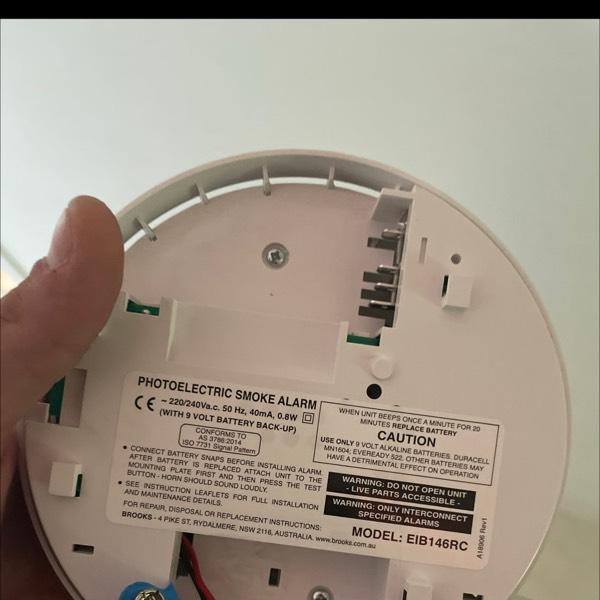 PHOTOELECTRIC SMOKE ALARM
CE ~ 220/240Va.c. 50 Hz, 40mA, 0.8W
(WITH 9 VOLT BATTERY BACK-UP)
CONFORMS TO
AS 3786:2014
ISO 7731 Signal Pattern
• CONNECT BATTERY SNAPS BEFORE INSTALLING ALARM.
AFTER BATTERY IS REPLACED ATTACH UNIT TO THE
MOUNTING PLATE FIRST AND THEN PRESS THE TEST
BUTTON - HORN SHOULD SOUND LOUDLY.
• SEE INSTRUCTION LEAFLETS FOR FULL INSTALLATION
AND MAINTENANCE DETAILS.
FOR REPAIR, DISPOSAL OR REPLACEMENT INSTRUCTIONS:
BROOKS - 4 PIKE ST, RYDALMERE, NSW 2116, AUSTRALIA. www.brooks.com.au
WHEN UNIT BEEPS ONCE A MINUTE FOR 20
MINUTES REPLACE BATTERY
CAUTION
USE ONLY 9 VOLT ALKALINE BATTERIES. DURACELL
MN1604; EVEREADY 522. OTHER BATTERIES MAY
HAVE A DETRIMENTAL EFFECT ON OPERATION
WARNING: DO NOT OPEN UNIT
- LIVE PARTS ACCESSIBLE -
WARNING: ONLY INTERCONNECT
SPECIFIED ALARMS
MODEL: EIB146RC
A18906 Rev1